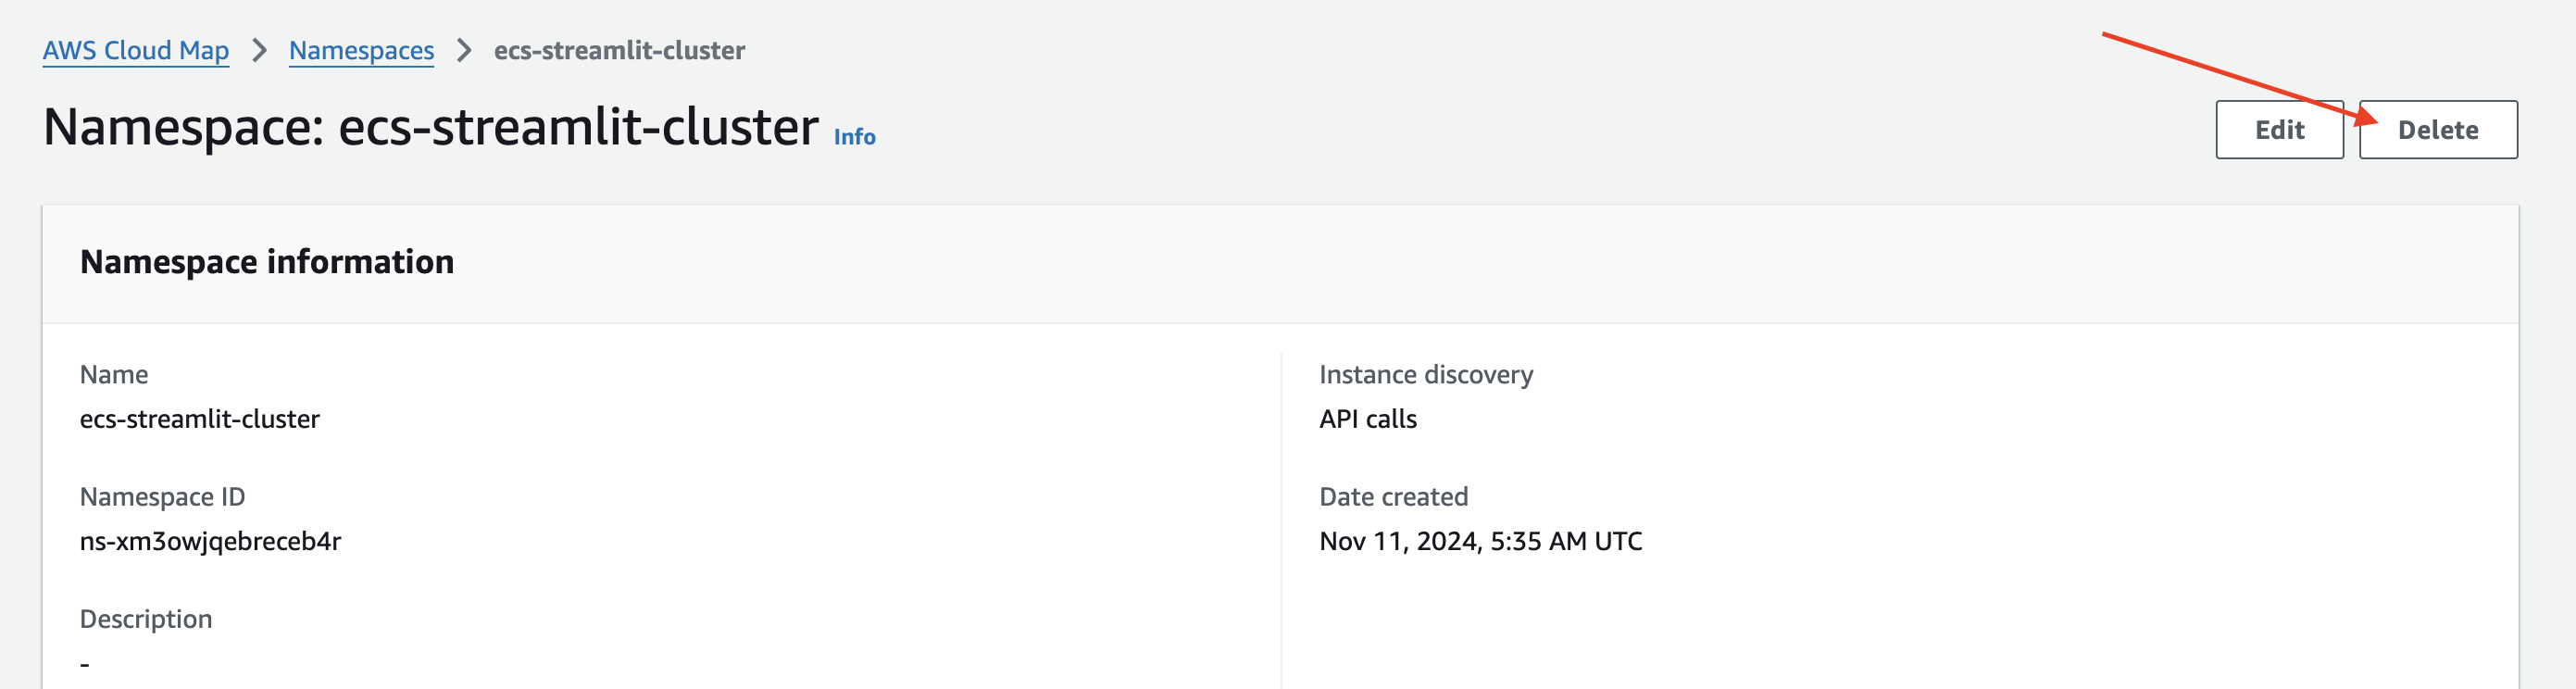 AWS Cloud Map > Namespaces > ecs-streamlit-cluster
Namespace: ecs-streamlit-cluster Info
Edit
Delete
Namespace information
Name
ecs-streamlit-cluster
Namespace ID
ns-xm3owjqebreceb4r
Description
-
Instance discovery
API calls
Date created
Nov 11, 2024, 5:35 AM UTC